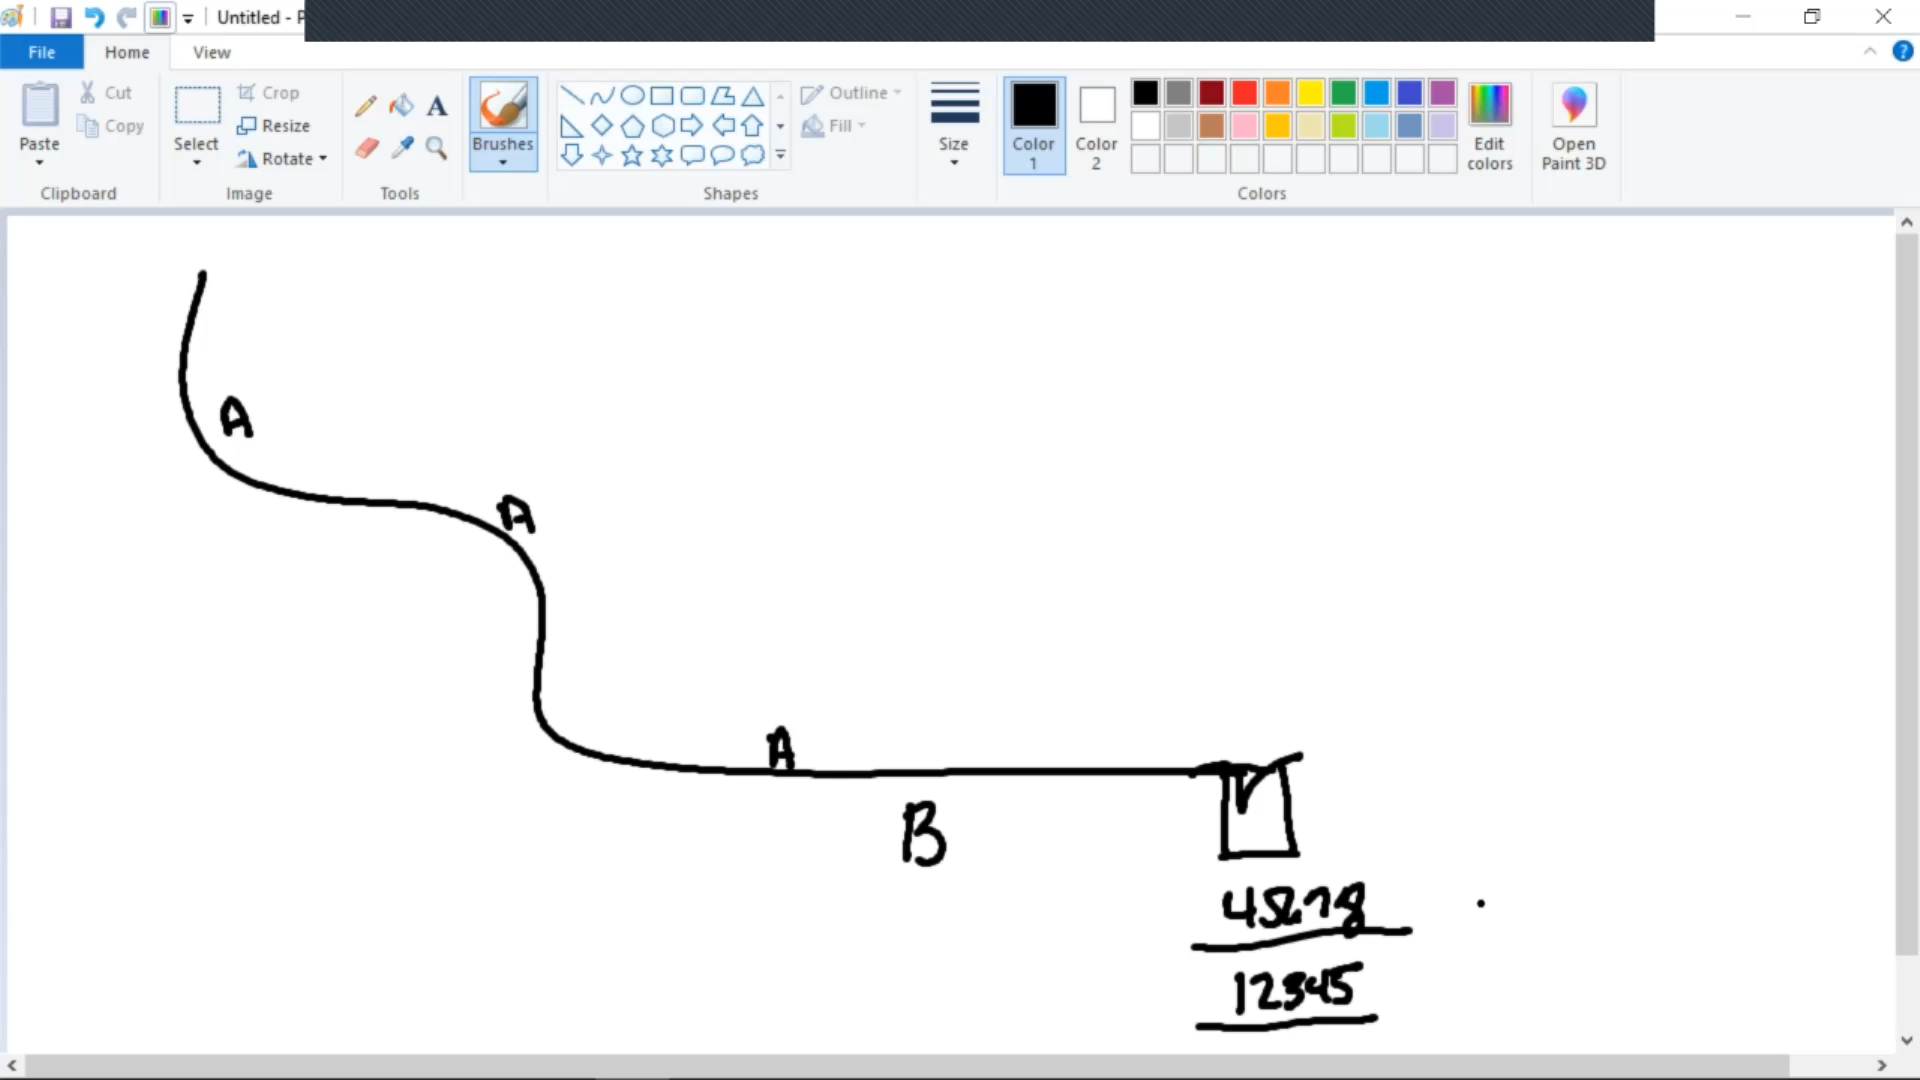 Untitled - P
File Home View
Paste
Cut
Copy
Clipboard
Select
Crop
Resize
Rotate
Image
A
Tools
Brushes
Outline
Fill
Shapes
Size
Color 1
Color 2
Edit colors
Colors
Open Paint 3D
A
A
A
B
12345